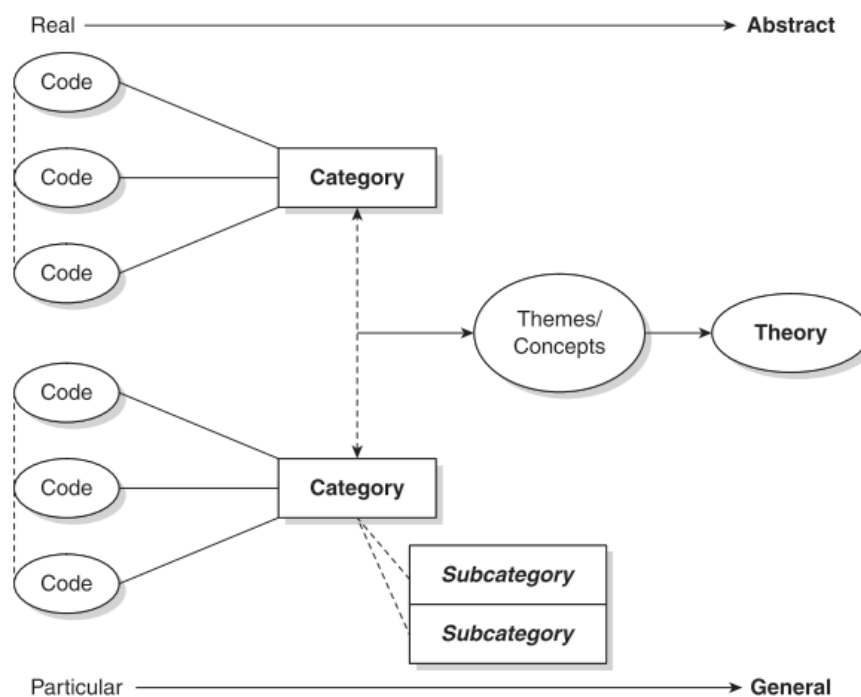 Real
Abstract
Code
Code
Code
Category
Themes/
Concepts
Theory
Code
Code
Code
Category
Subcategory
Subcategory
Particular
General